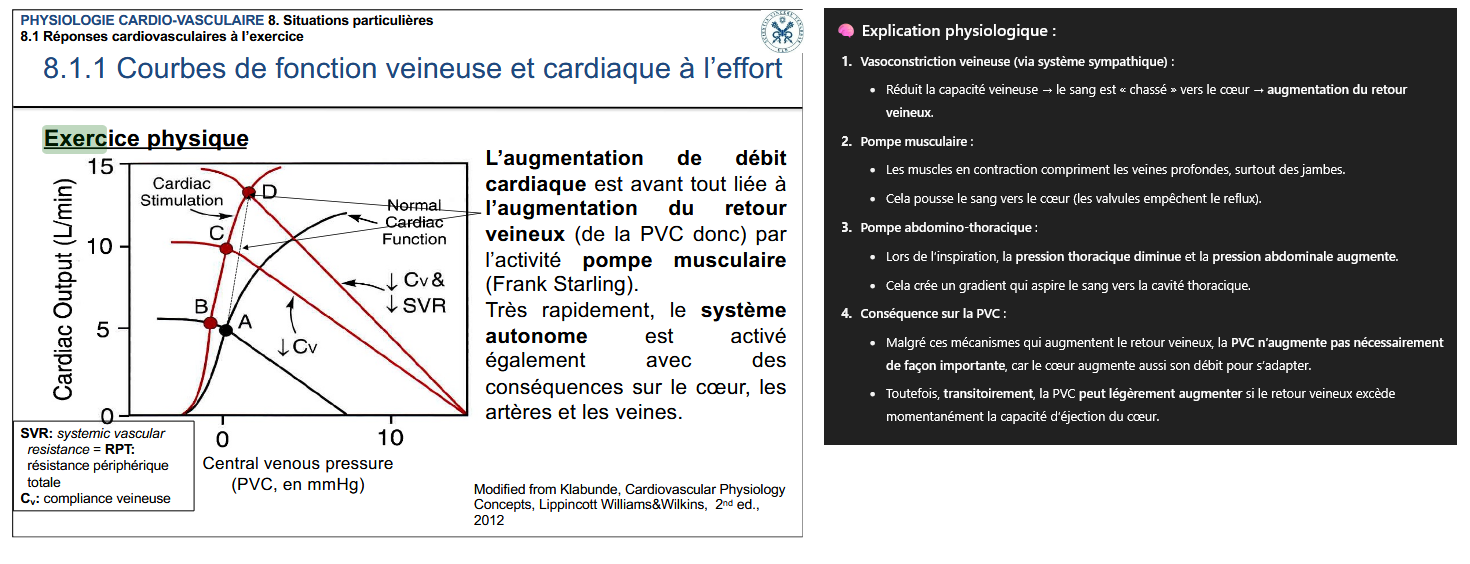 PHYSIOLOGIE CARDIO-VASCULAIRE 8. Situations particulières
8.1 Réponses cardiovasculaires à l'exercice
8.1.1 Courbes de fonction veineuse et cardiaque à l'effort
Exercice physique
15
10
5
0
Cardiac Output (L/min)
Cardiac
Stimulation
D
Normal
Cardiac
Function
C
B
A
↓ Cv &
↓ SVR
↓ Cv
0
10
Central venous pressure
(PVC, en mmHg)
SVR: systemic vascular
resistance = RPT:
résistance périphérique
totale
Cv: compliance veineuse
L'augmentation de débit
cardiaque est avant tout liée à
l'augmentation du retour
veineux (de la PVC donc) par
l'activité pompe musculaire
(Frank Starling).
Très rapidement, le système
autonome est activé
également avec des
conséquences sur le cœur, les
artères et les veines.
Modified from Klabunde, Cardiovascular Physiology
Concepts, Lippincott Williams&Wilkins, 2nd ed.,
2012
🧠 Explication physiologique :
1. Vasoconstriction veineuse (via système sympathique) :
• Réduit la capacité veineuse → le sang est « chassé » vers le cœur → augmentation du retour
veineux.
2. Pompe musculaire :
• Les muscles en contraction compriment les veines profondes, surtout des jambes.
• Cela pousse le sang vers le cœur (les valvules empêchent le reflux).
3. Pompe abdomino-thoracique :
• Lors de l'inspiration, la pression thoracique diminue et la pression abdominale augmente.
• Cela crée un gradient qui aspire le sang vers la cavité thoracique.
4. Conséquence sur la PVC :
• Malgré ces mécanismes qui augmentent le retour veineux, la PVC n'augmente pas nécessairement
de façon importante, car le cœur augmente aussi son débit pour s'adapter.
• Toutefois, transitoirement, la PVC peut légèrement augmenter si le retour veineux excède
momentanément la capacité d'éjection du cœur.